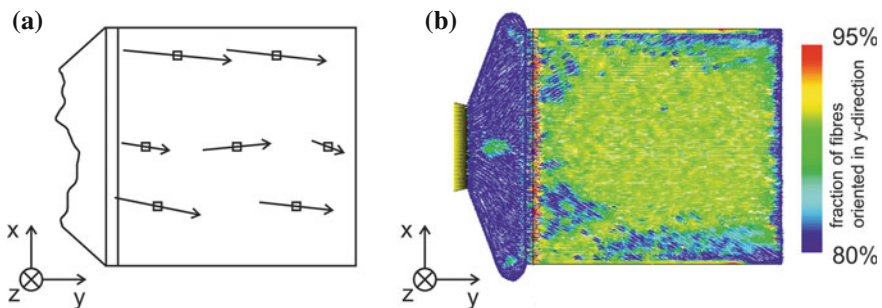 (a)
x
z
y
(b)
x
z
y
95%
fraction of fibres
oriented in y-direction
80%